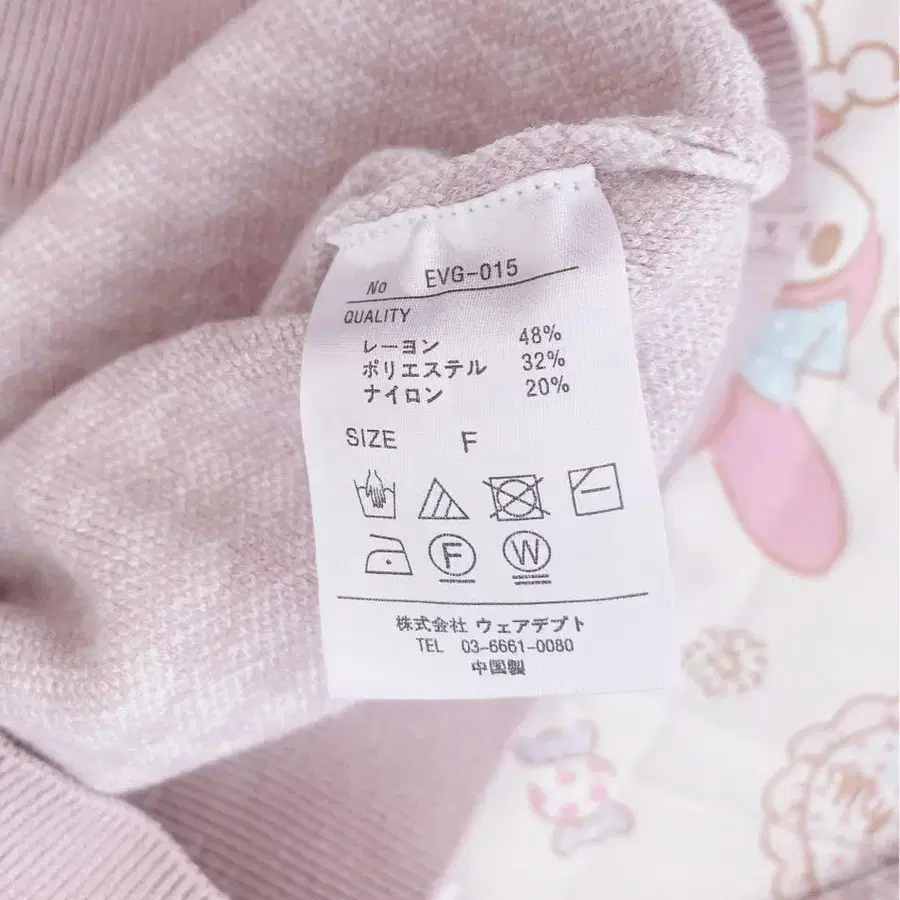 No EVG-015
QUALITY
レーヨン 48%
ポリエステル 32%
ナイロン 20%
SIZE F
F W
株式会社 ウェアデプト
TEL 03-6661-0080
中国製
My